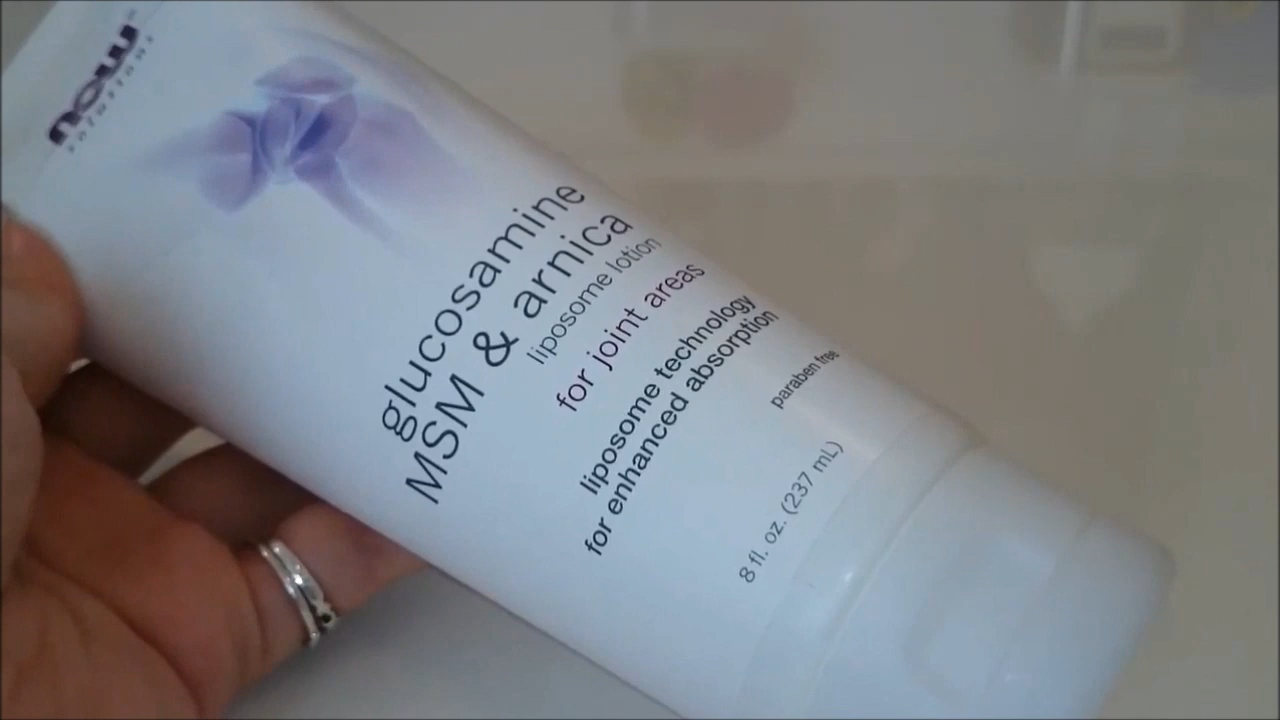 now
solutions
glucosamine
MSM & arnica
liposome lotion
for joint areas
liposome technology
for enhanced absorption
paraben free
8 fl. oz. (237 mL)